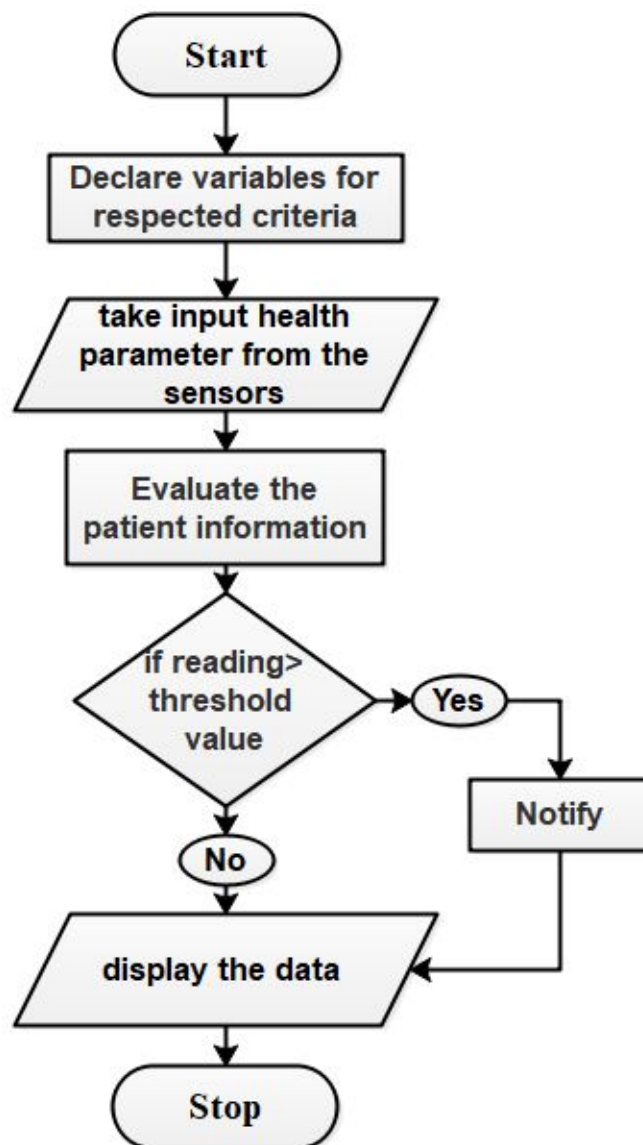 Start
Declare variables for
respected criteria
take input health
parameter from the
sensors
Evaluate the
patient information
if reading>
threshold
value
Yes
Notify
No
display the data
Stop